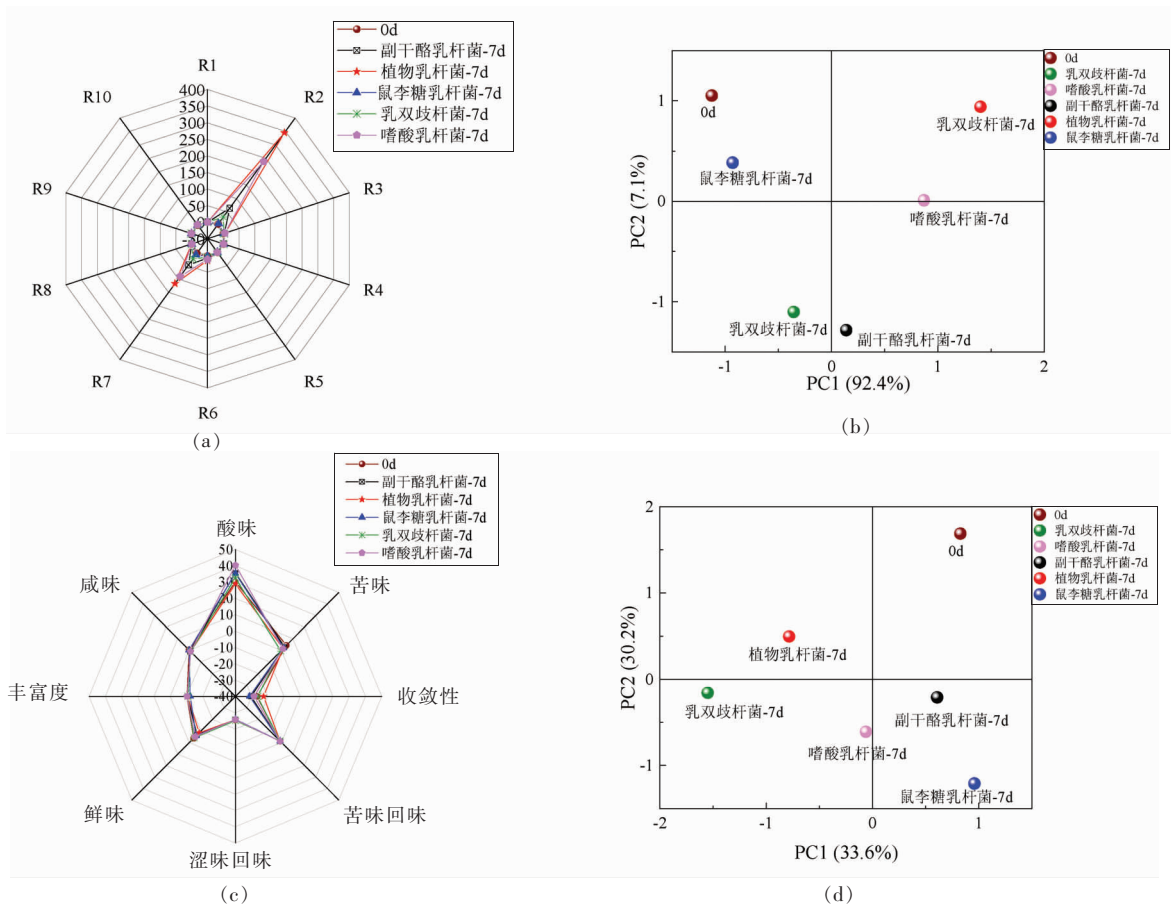 0d
副干酪乳杆菌-7d
植物乳杆菌-7d
鼠李糖乳杆菌-7d
乳双歧杆菌-7d
嗜酸乳杆菌-7d
R1
R2
R3
R4
R5
R6
R7
R8
R9
R10
400
350
300
250
200
150
100
50
0
-50
(a)
0d
乳双歧杆菌-7d
嗜酸乳杆菌-7d
副干酪乳杆菌-7d
植物乳杆菌-7d
鼠李糖乳杆菌-7d
0d
乳双歧杆菌-7d
鼠李糖乳杆菌-7d
嗜酸乳杆菌-7d
乳双歧杆菌-7d
副干酪乳杆菌-7d
1
0
-1
PC2 (7.1%)
-1
0
1
2
PC1 (92.4%)
(b)
0d
副干酪乳杆菌-7d
植物乳杆菌-7d
鼠李糖乳杆菌-7d
乳双歧杆菌-7d
嗜酸乳杆菌-7d
酸味
苦味
收敛性
苦味回味
涩味回味
鲜味
丰富度
咸味
50
40
30
20
10
0
-10
-20
-30
-40
(c)
0d
乳双歧杆菌-7d
嗜酸乳杆菌-7d
副干酪乳杆菌-7d
植物乳杆菌-7d
鼠李糖乳杆菌-7d
0d
植物乳杆菌-7d
乳双歧杆菌-7d
副干酪乳杆菌-7d
嗜酸乳杆菌-7d
鼠李糖乳杆菌-7d
2
1
0
-1
PC2 (30.2%)
-2
-1
0
1
PC1 (33.6%)
(d)